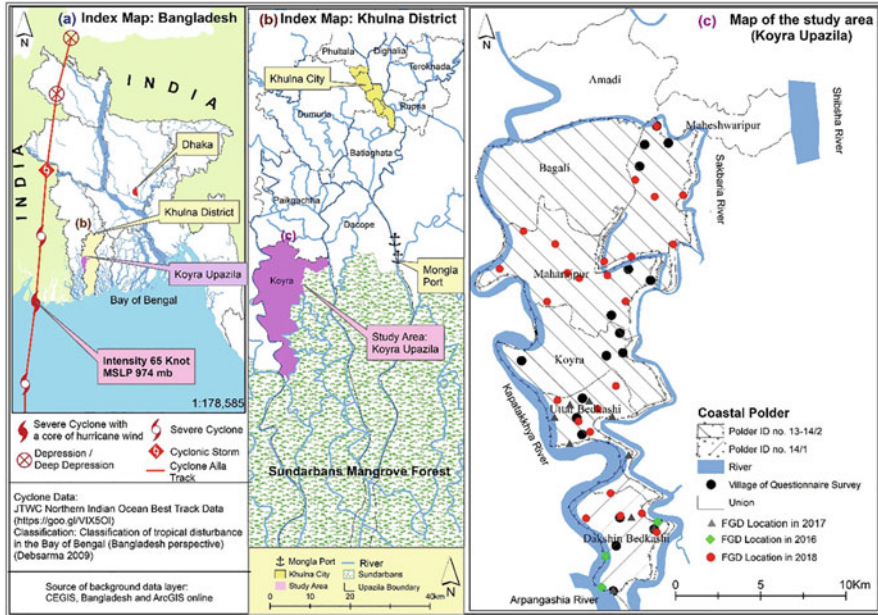 (a) Index Map: Bangladesh
INDIA
INDIA
Dhaka
(b)
Khulna District
Koyra Upazila
Bay of Bengal
Intensity 65 Knot
MSLP 974 mb
1:178,585
Severe Cyclone with
a core of hurricane wind
Severe Cyclone
Depression /
Deep Depression
Cyclonic Storm
Cyclone Aila
Track
Cyclone Data:
JTWC Northern Indian Ocean Best Track Data
(https://goo.gl/VIX5OI)
Classification: Classification of tropical disturbance
in the Bay of Bengal (Bangladesh perspective)
(Debsarma 2009)
Source of background data layer:
CEGIS, Bangladesh and ArcGIS online
(b) Index Map: Khulna District
Phultala
Dighalia
Terokhada
Khulna City
Rupsa
Dumuria
Batiaghata
Paikgachha
Dacope
(c)
Koyra
Mongla
Port
Study Area:
Koyra Upazila
Sundarbans Mangrove Forest
Mongla Port
River
Khulna City
Sundarbans
Study Area
Upazila Boundary
N
0
10
20
40km
N
(c) Map of the study area
(Koyra Upazila)
Amadi
Maheshwaripur
Shibsha River
Bagali
Sakbaria River
Maharajpur
Koyra
Kapatakkhya River
Uttar Bedkashi
Dakshin Bedkashi
Arpangashia River
Coastal Polder
Polder ID no. 13-14/2
Polder ID no. 14/1
River
Village of Questionnaire Survey
Union
FGD Location in 2017
FGD Location in 2016
FGD Location in 2018
0
5
10Km